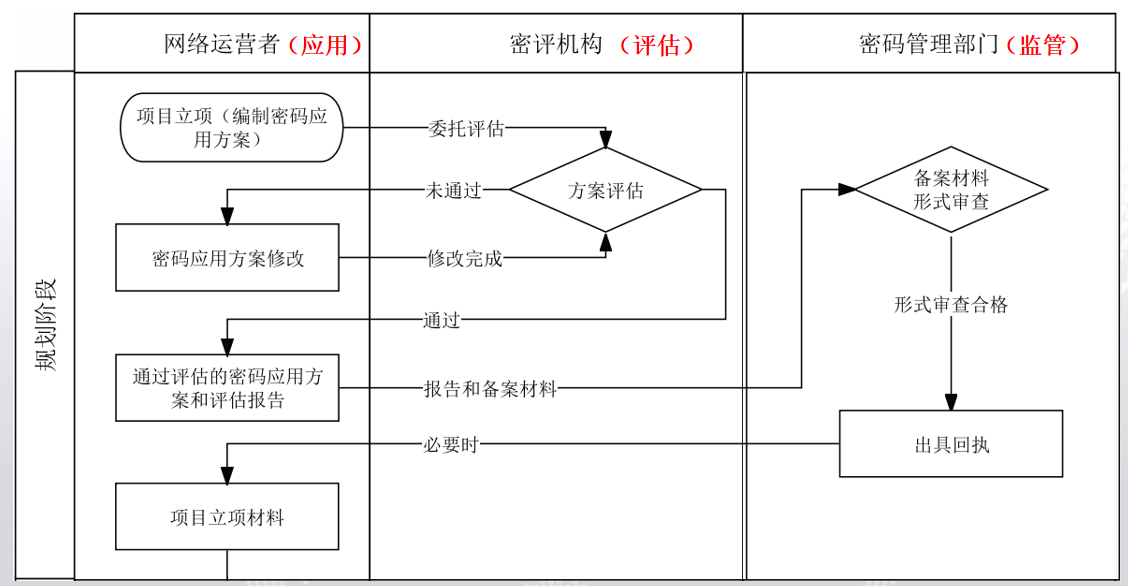 网络运营者（应用）
密评机构（评估）
密码管理部门（监管）
规划阶段
项目立项（编制密码应
用方案）
委托评估
方案评估
未通过
密码应用方案修改
修改完成
通过
通过评估的密码应用方
案和评估报告
报告和备案材料
备案材料
形式审查
形式审查合格
出具回执
必要时
项目立项材料